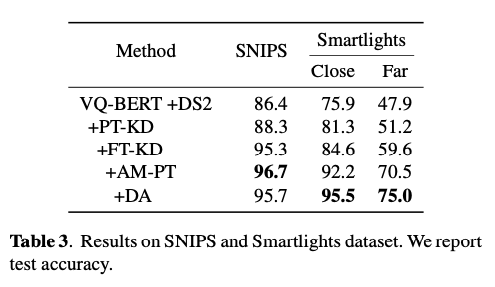 Method SNIPS Smartlights
Close Far
VQ-BERT +DS2 86.4 75.9 47.9
+PT-KD 88.3 81.3 51.2
+FT-KD 95.3 84.6 59.6
+AM-PT 96.7 92.2 70.5
+DA 95.7 95.5 75.0
Table 3. Results on SNIPS and Smartlights dataset. We report
test accuracy.